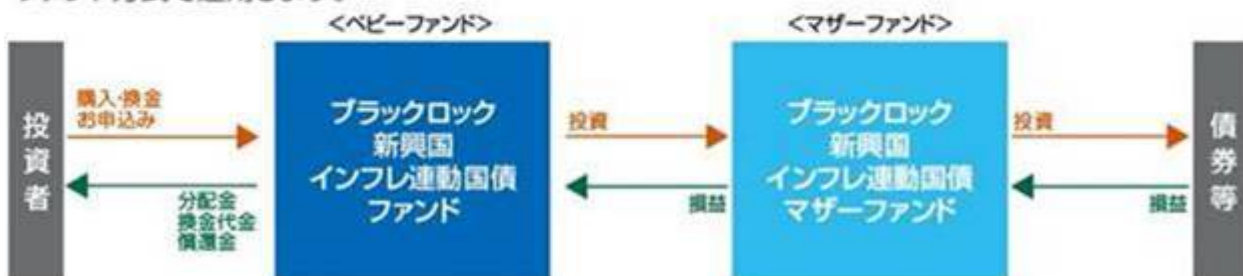 <ベビーファンド>
<マザーファンド>
投資者
購入・換金
お申込み
分配金
換金代金
償還金
ブラックロック
新興国
インフレ連動国債
ファンド
投資
損益
ブラックロック
新興国
インフレ連動国債
マザーファンド
投資
損益
債券等